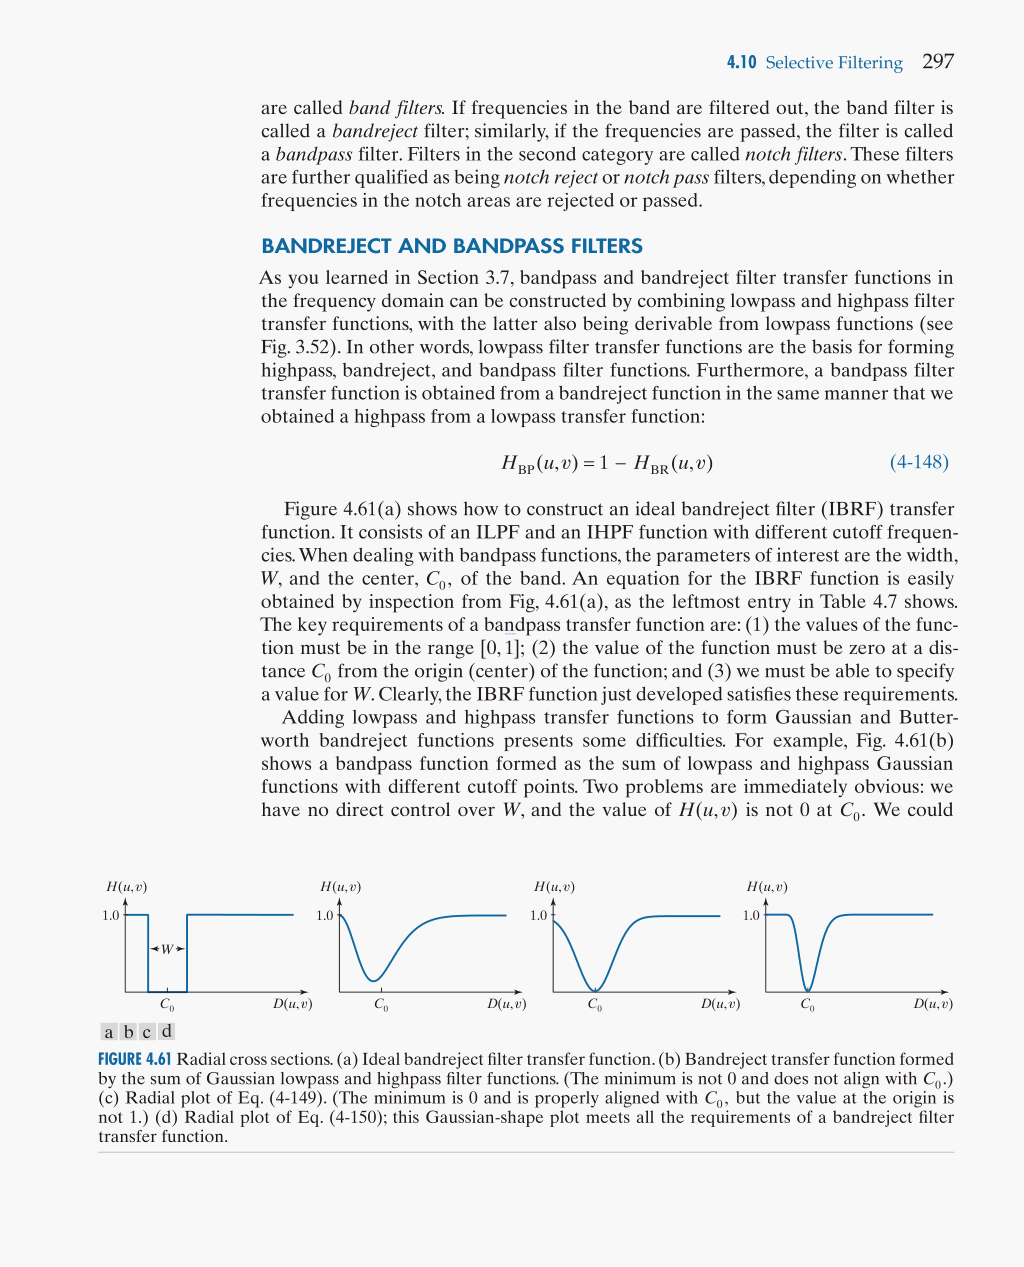 4.10 Selective Filtering 297
are called band filters. If frequencies in the band are filtered out, the band filter is
called a bandreject filter; similarly, if the frequencies are passed, the filter is called
a bandpass filter. Filters in the second category are called notch filters. These filters
are further qualified as being notch reject or notch pass filters, depending on whether
frequencies in the notch areas are rejected or passed.
BANDREJECT AND BANDPASS FILTERS
As you learned in Section 3.7, bandpass and bandreject filter transfer functions in
the frequency domain can be constructed by combining lowpass and highpass filter
transfer functions, with the latter also being derivable from lowpass functions (see
Fig. 3.52). In other words, lowpass filter transfer functions are the basis for forming
highpass, bandreject, and bandpass filter functions. Furthermore, a bandpass filter
transfer function is obtained from a bandreject function in the same manner that we
obtained a highpass from a lowpass transfer function:
H_BP(u,v) = 1 − H_BR(u,v) (4-148)
Figure 4.61(a) shows how to construct an ideal bandreject filter (IBRF) transfer
function. It consists of an ILPF and an IHPF function with different cutoff frequen-
cies. When dealing with bandpass functions, the parameters of interest are the width,
W, and the center, C₀, of the band. An equation for the IBRF function is easily
obtained by inspection from Fig, 4.61(a), as the leftmost entry in Table 4.7 shows.
The key requirements of a bandpass transfer function are: (1) the values of the func-
tion must be in the range [0, 1]; (2) the value of the function must be zero at a dis-
tance C₀ from the origin (center) of the function; and (3) we must be able to specify
a value for W. Clearly, the IBRF function just developed satisfies these requirements.
Adding lowpass and highpass transfer functions to form Gaussian and Butter-
worth bandreject functions presents some difficulties. For example, Fig. 4.61(b)
shows a bandpass function formed as the sum of lowpass and highpass Gaussian
functions with different cutoff points. Two problems are immediately obvious: we
have no direct control over W, and the value of H(u,v) is not 0 at C₀. We could
H(u,v) H(u,v) H(u,v) H(u,v)
1.0 1.0 1.0 1.0
W
C₀ D(u,v) C₀ D(u,v) C₀ D(u,v) C₀ D(u,v)
a b c d
FIGURE 4.61 Radial cross sections. (a) Ideal bandreject filter transfer function. (b) Bandreject transfer function formed
by the sum of Gaussian lowpass and highpass filter functions. (The minimum is not 0 and does not align with C₀.)
(c) Radial plot of Eq. (4-149). (The minimum is 0 and is properly aligned with C₀, but the value at the origin is
not 1.) (d) Radial plot of Eq. (4-150); this Gaussian-shape plot meets all the requirements of a bandreject filter
transfer function.